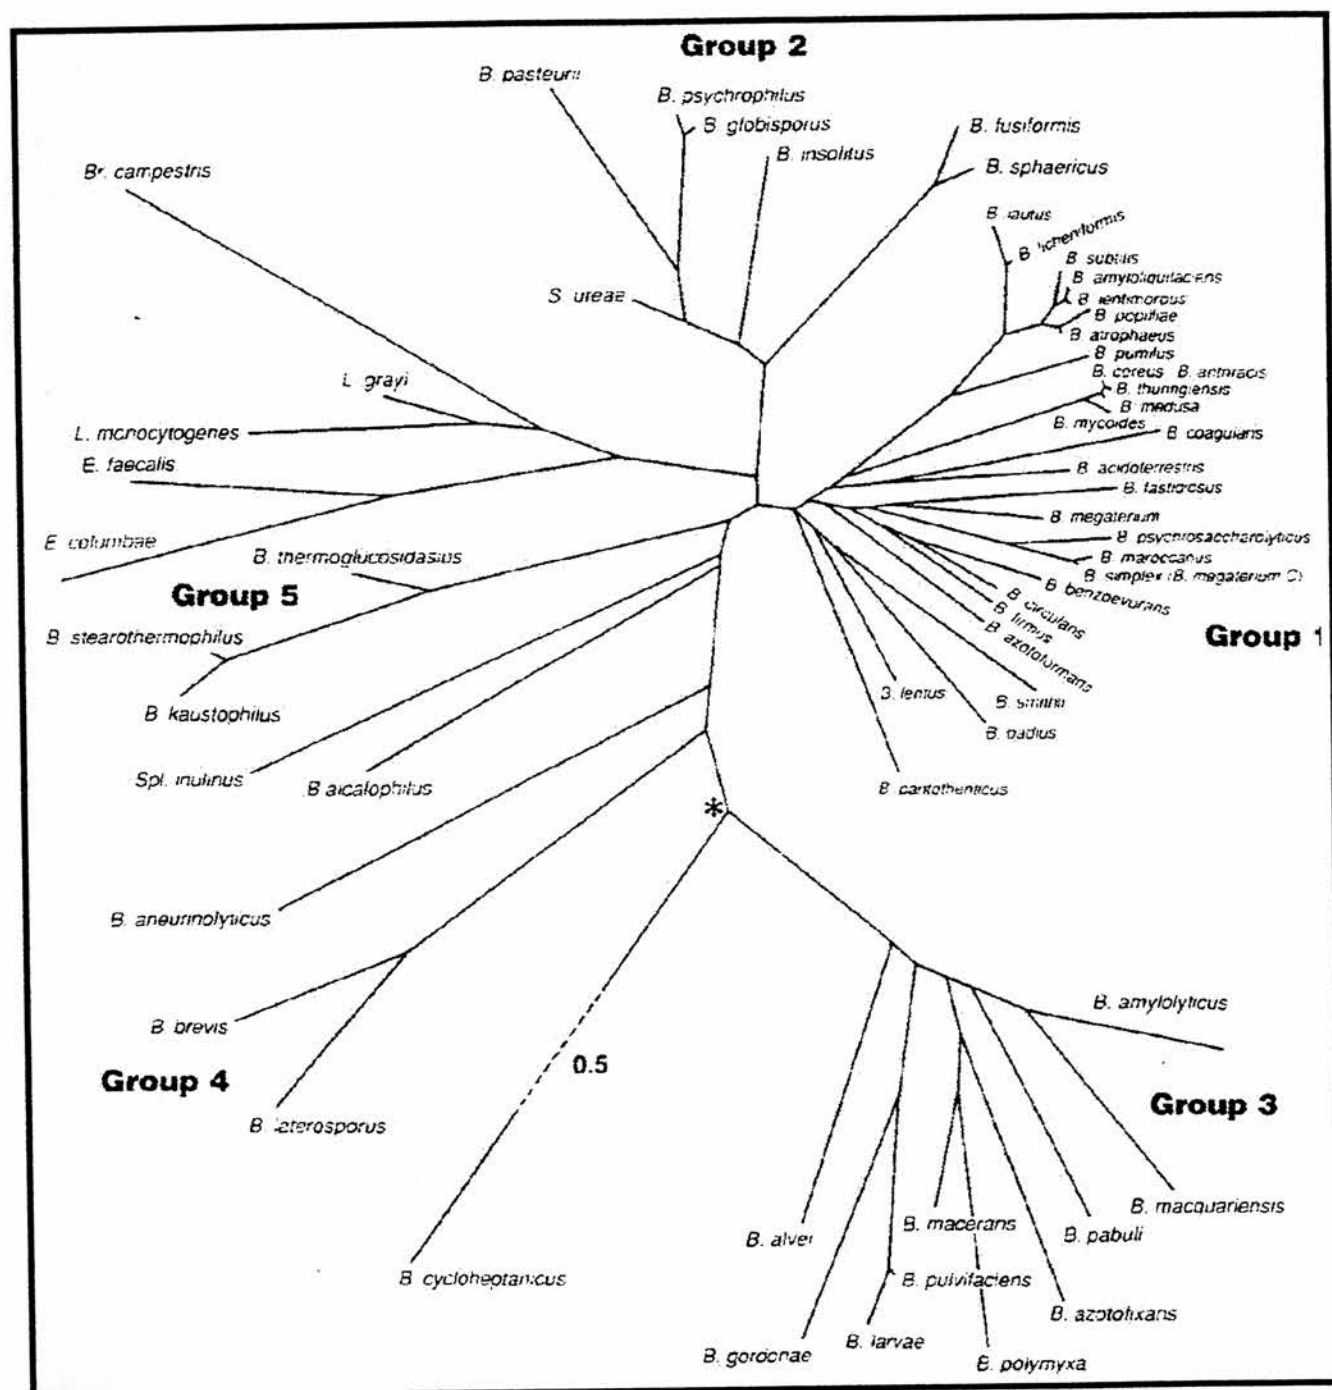 Group 2
B. pasteurii
B. psychrophilus
B. globisporus
B. insolitus
B. fusiformis
B. sphaericus
Br. campestris
S. ureae
B. lautus
B. licheniformis
B. subtilis
B. amyloliquifaciens
B. lentimorbus
B. popilliae
B. atrophaeus
B. pumilus
B. cereus B. anthracis
B. thuringiensis
B. medusa
B. mycoides
B. coagulans
B. acidoterrestris
B. fastidiosus
B. megaterium
B. psychrosaccharolyticus
B. maroccanus
B. simplex (B. megaterium C)
B. benzoevorans
B. circulans
B. firmus
B. azotoformans
Group 1
B. lentus
B. smithii
B. badius
B. pantothenticus
L. grayi
L. monocytogenes
E. faecalis
E. columbae
B. thermoglucosidasius
Group 5
B. stearothermophilus
B. kaustophilus
Spl. inulinus
B alcalophilus
*
B. aneurinolyticus
B. brevis
Group 4
B. laterosporus
0.5
B. cycloheptanicus
B. amylolyticus
Group 3
B. macquariensis
B. pabuli
B. macerans
B. alvei
B. pulvifaciens
B. azotofixans
B. larvae
B. gordonae
B. polymyxa